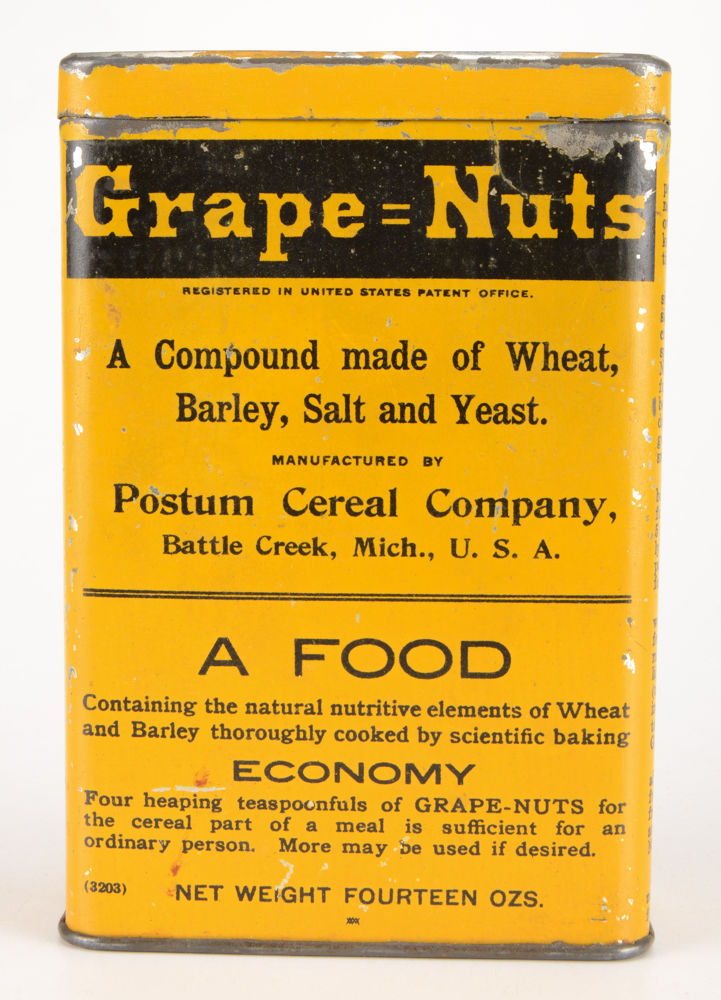 Grape=Nuts
REGISTERED IN UNITED STATES PATENT OFFICE.
A Compound made of Wheat,
Barley, Salt and Yeast.
MANUFACTURED BY
Postum Cereal Company,
Battle Creek, Mich., U. S. A.
A FOOD
Containing the natural nutritive elements of Wheat
and Barley thoroughly cooked by scientific baking
ECONOMY
Four heaping teaspoonfuls of GRAPE-NUTS for
the cereal part of a meal is sufficient for an
ordinary person. More may be used if desired.
(3203) NET WEIGHT FOURTEEN OZS.